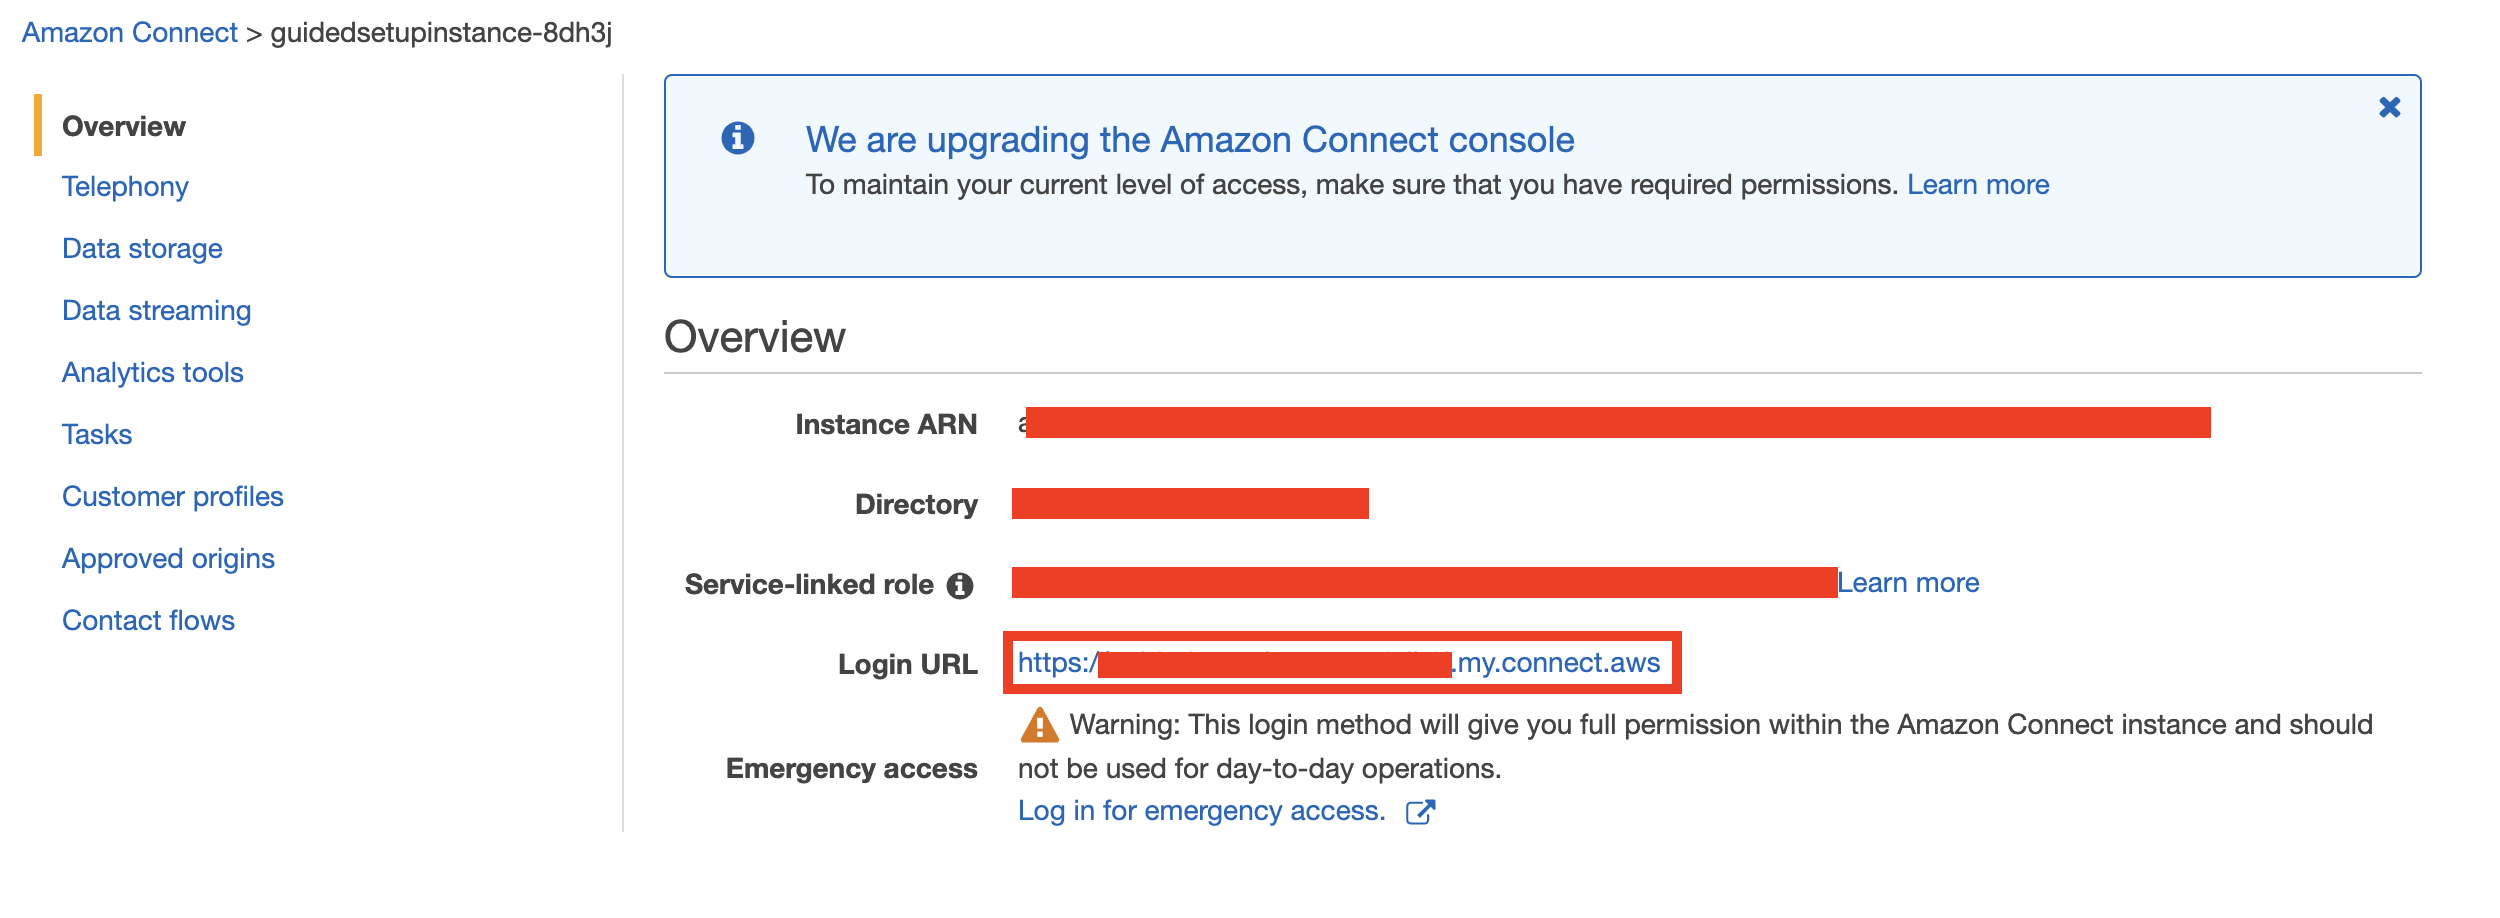 Amazon Connect > guidedsetupinstance-8dh3j
Overview
Telephony
Data storage
Data streaming
Analytics tools
Tasks
Customer profiles
Approved origins
Contact flows
We are upgrading the Amazon Connect console
To maintain your current level of access, make sure that you have required permissions. Learn more
Overview
Instance ARN
Directory
Service-linked role Learn more
Login URL https:/ .my.connect.aws
Emergency access
Warning: This login method will give you full permission within the Amazon Connect instance and should
not be used for day-to-day operations.
Log in for emergency access.